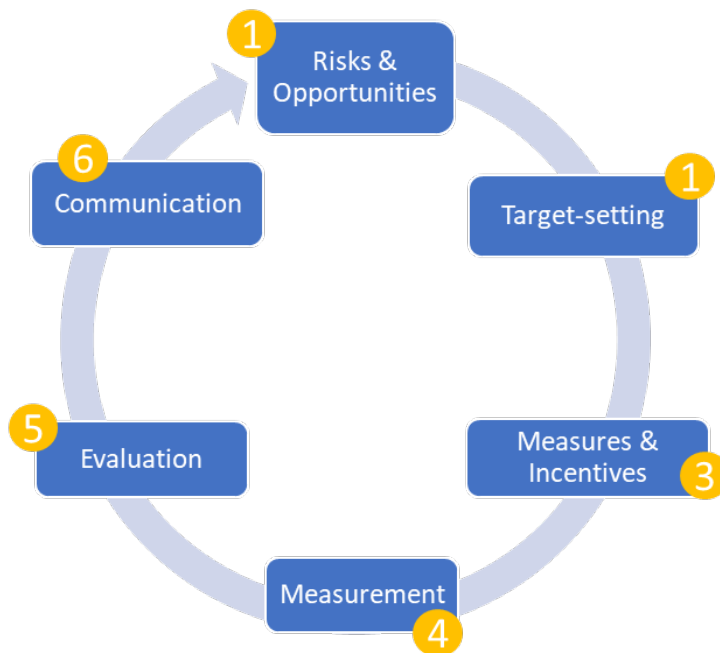 1
Risks &
Opportunities
1
Target-setting
Measures &
Incentives
3
Measurement
4
5
Evaluation
6
Communication